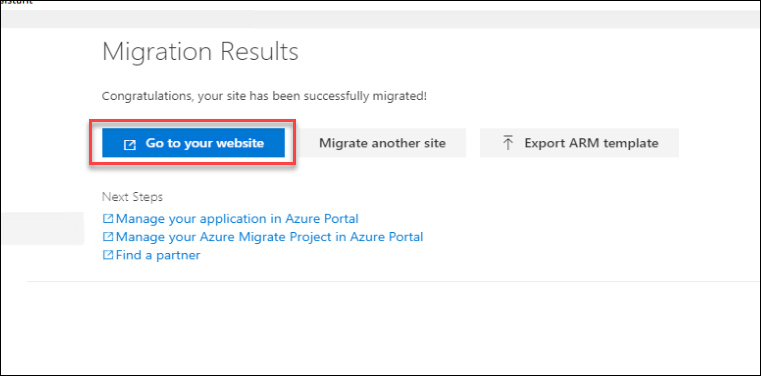 Migration Results
Congratulations, your site has been successfully migrated!
Go to your website Migrate another site Export ARM template
Next Steps
Manage your application in Azure Portal
Manage your Azure Migrate Project in Azure Portal
Find a partner